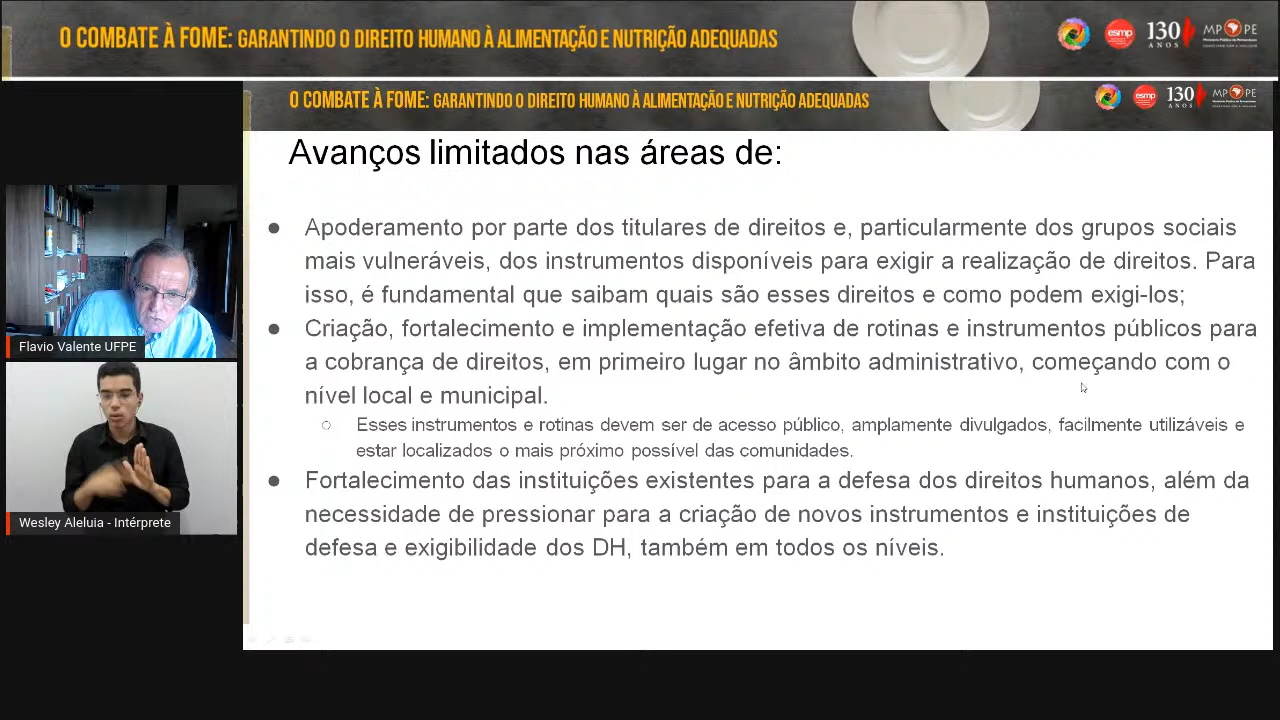 O COMBATE À FOME: GARANTINDO O DIREITO HUMANO À ALIMENTAÇÃO E NUTRIÇÃO ADEQUADAS
esmp
130 ANOS
MPPE
O COMBATE À FOME: GARANTINDO O DIREITO HUMANO À ALIMENTAÇÃO E NUTRIÇÃO ADEQUADAS
esmp
130 ANOS
MPPE
Avanços limitados nas áreas de:
● Apoderamento por parte dos titulares de direitos e, particularmente dos grupos sociais
mais vulneráveis, dos instrumentos disponíveis para exigir a realização de direitos. Para
isso, é fundamental que saibam quais são esses direitos e como podem exigi-los;
● Criação, fortalecimento e implementação efetiva de rotinas e instrumentos públicos para
a cobrança de direitos, em primeiro lugar no âmbito administrativo, começando com o
nível local e municipal.
○ Esses instrumentos e rotinas devem ser de acesso público, amplamente divulgados, facilmente utilizáveis e
estar localizados o mais próximo possível das comunidades.
● Fortalecimento das instituições existentes para a defesa dos direitos humanos, além da
necessidade de pressionar para a criação de novos instrumentos e instituições de
defesa e exigibilidade dos DH, também em todos os níveis.
Flavio Valente UFPE
Wesley Aleluia - Intérprete